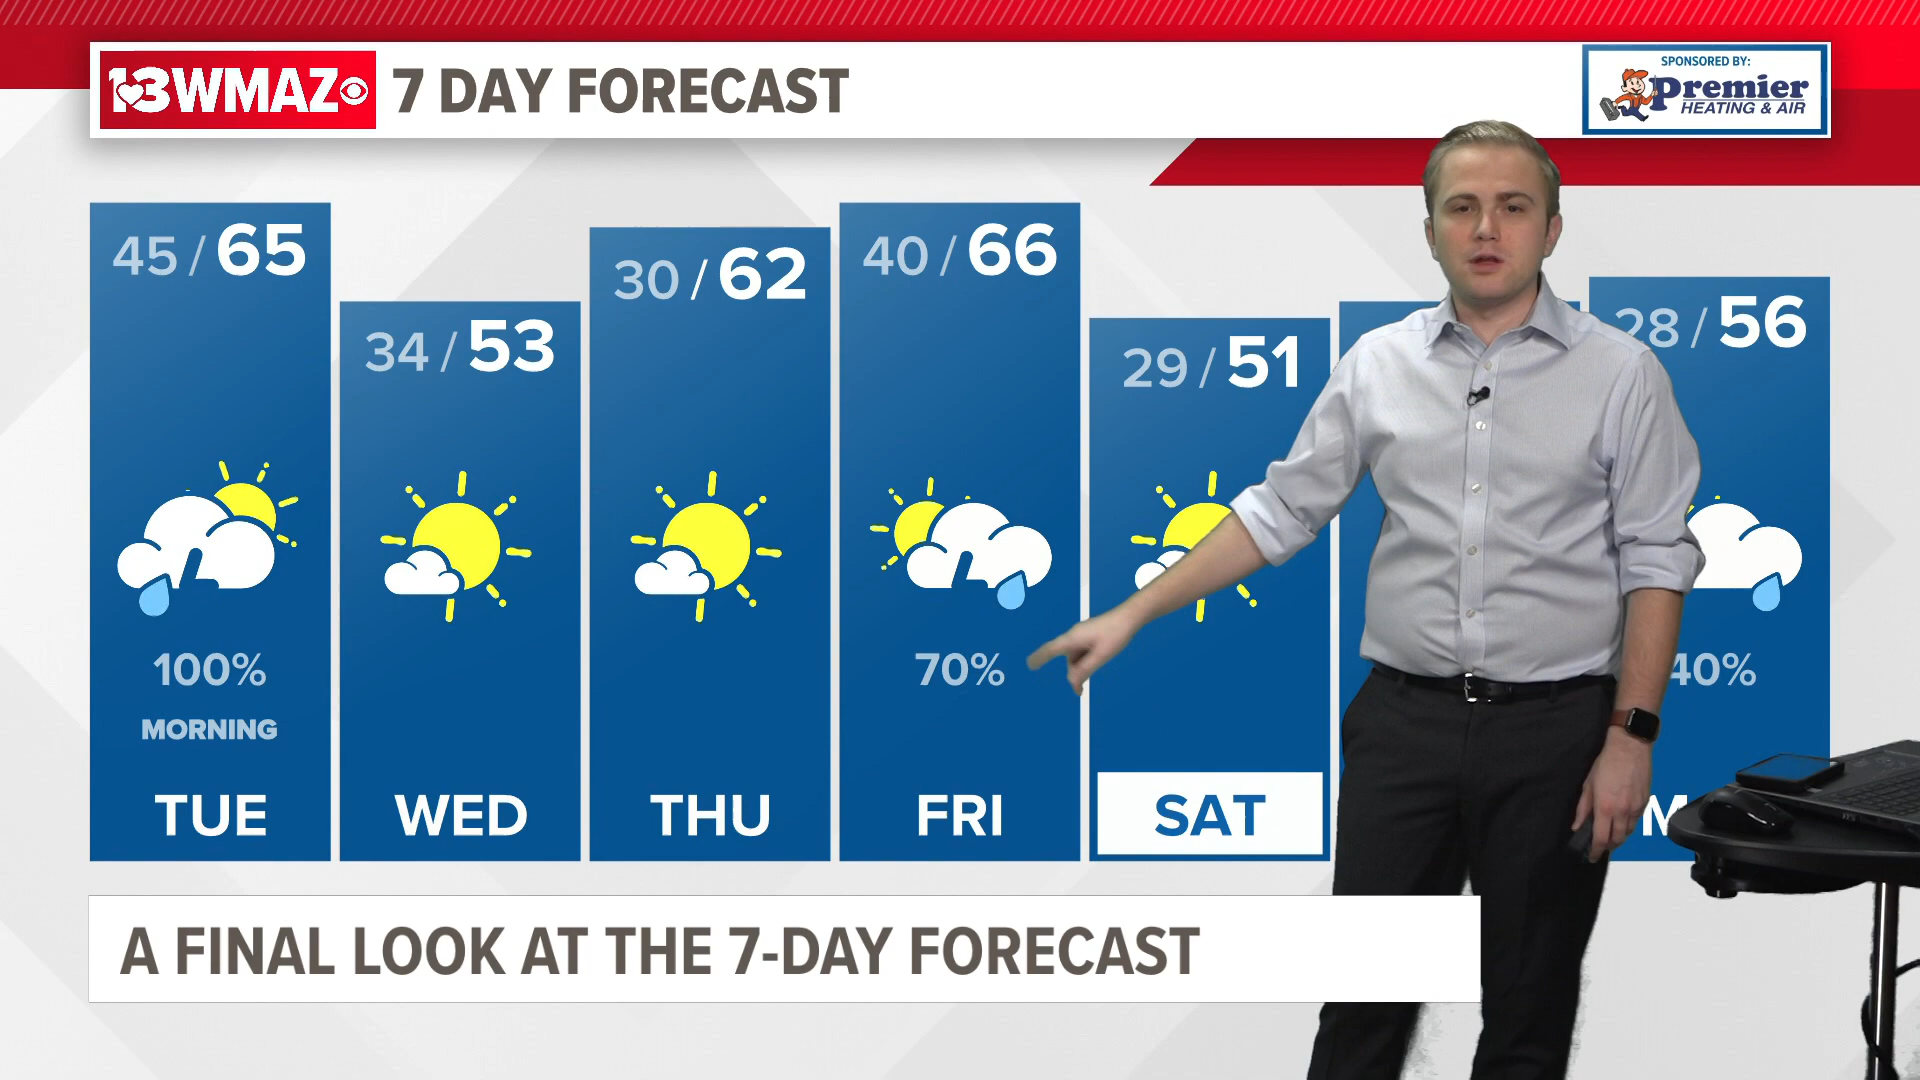 13WMAZ
7 DAY FORECAST
SPONSORED BY:
Premier
HEATING & AIR
45/65
34/53
30/62
40/66
29/51
28/56
100%
70%
40%
MORNING
TUE
WED
THU
FRI
SAT
A FINAL LOOK AT THE 7-DAY FORECAST